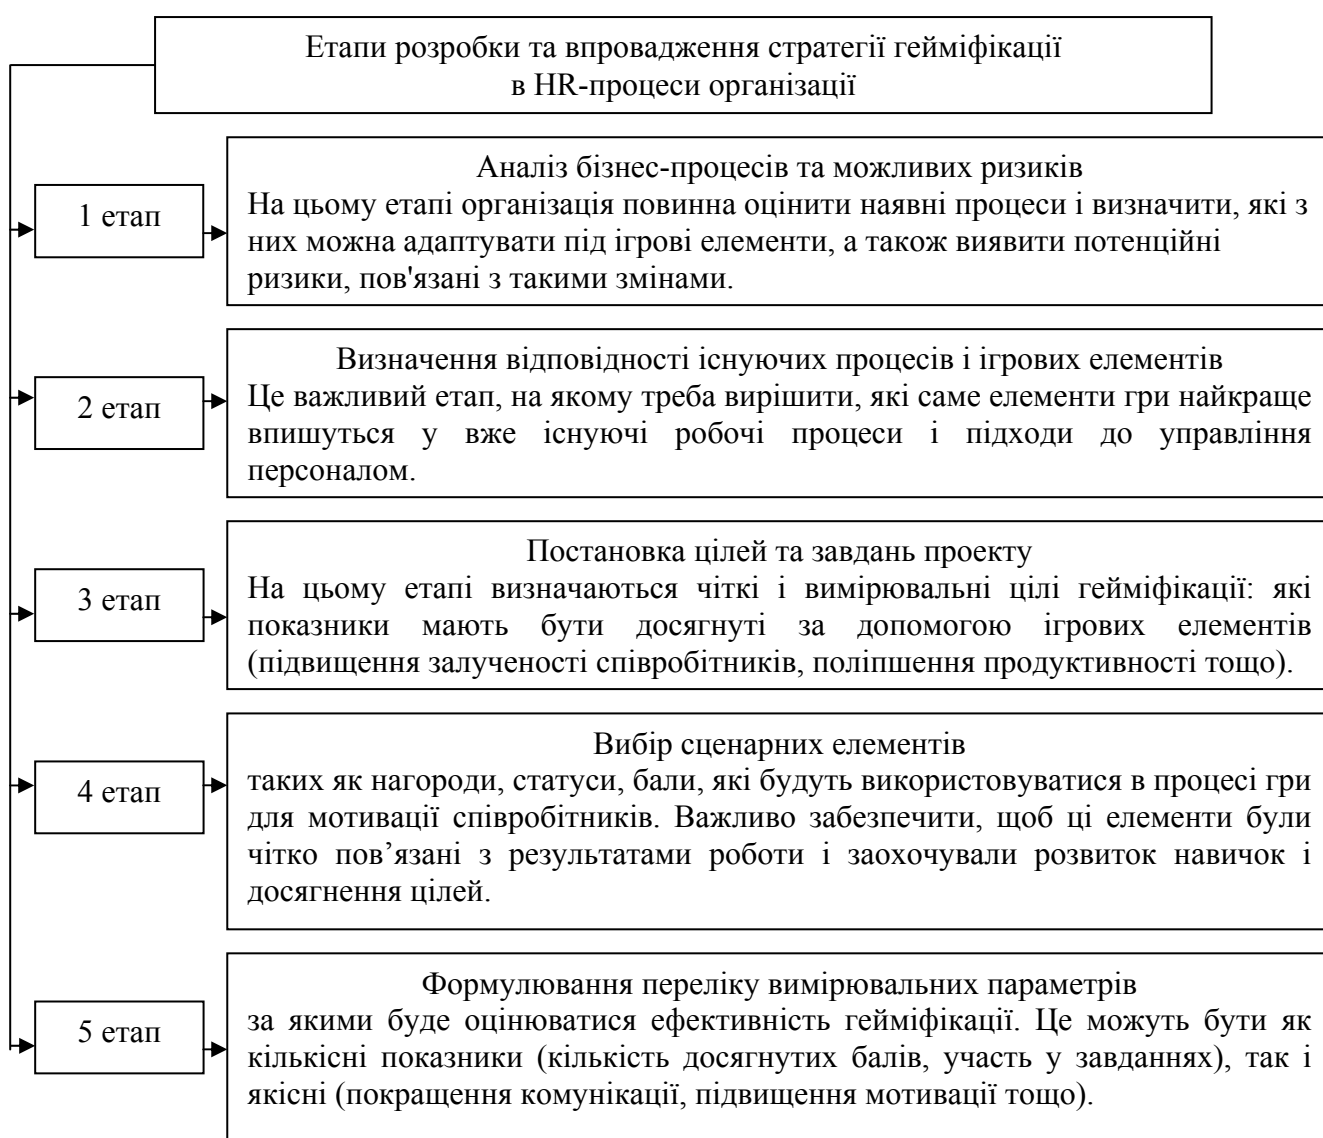 Етапи розробки та впровадження стратегії гейміфікації
в HR-процеси організації
1 етап
Аналіз бізнес-процесів та можливих ризиків
На цьому етапі організація повинна оцінити наявні процеси і визначити, які з
них можна адаптувати під ігрові елементи, а також виявити потенційні
ризики, пов'язані з такими змінами.
2 етап
Визначення відповідності існуючих процесів і ігрових елементів
Це важливий етап, на якому треба вирішити, які саме елементи гри найкраще
впишуться у вже існуючі робочі процеси і підходи до управління
персоналом.
3 етап
Постановка цілей та завдань проекту
На цьому етапі визначаються чіткі і вимірювальні цілі гейміфікації: які
показники мають бути досягнуті за допомогою ігрових елементів
(підвищення залученості співробітників, поліпшення продуктивності тощо).
4 етап
Вибір сценарних елементів
таких як нагороди, статуси, бали, які будуть використовуватися в процесі гри
для мотивації співробітників. Важливо забезпечити, щоб ці елементи були
чітко пов’язані з результатами роботи і заохочували розвиток навичок і
досягнення цілей.
5 етап
Формулювання переліку вимірювальних параметрів
за якими буде оцінюватися ефективність гейміфікації. Це можуть бути як
кількісні показники (кількість досягнутих балів, участь у завданнях), так і
якісні (покращення комунікації, підвищення мотивації тощо).